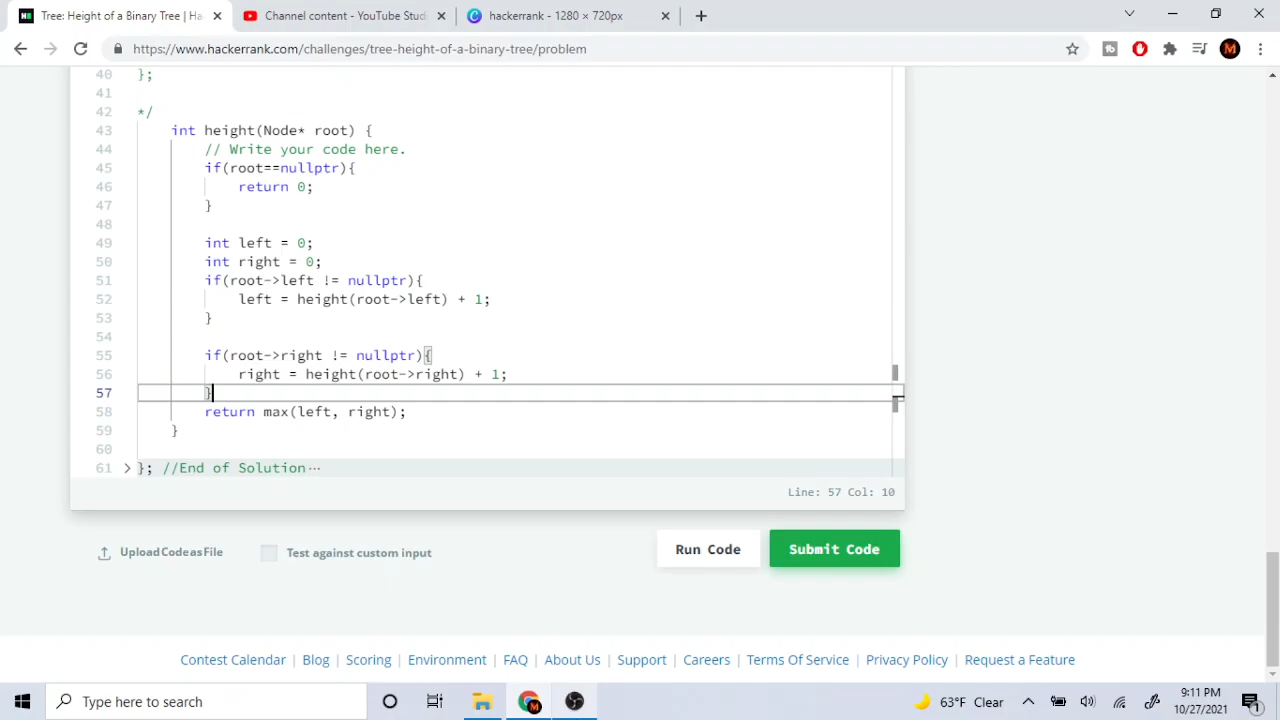 Tree: Height of a Binary Tree | Ha
Channel content - YouTube Studi
hackerrank - 1280 × 720px
https://www.hackerrank.com/challenges/tree-height-of-a-binary-tree/problem
40 };
41
42 */
43 int height(Node* root) {
44 // Write your code here.
45 if(root==nullptr){
46 return 0;
47 }
48
49 int left = 0;
50 int right = 0;
51 if(root->left != nullptr){
52 left = height(root->left) + 1;
53 }
54
55 if(root->right != nullptr){
56 right = height(root->right) + 1;
57 }
58 return max(left, right);
59 }
60
61 }; //End of Solution ···
Line: 57 Col: 10
Upload Code as File
Test against custom input
Run Code
Submit Code
Contest Calendar | Blog | Scoring | Environment | FAQ | About Us | Support | Careers | Terms Of Service | Privacy Policy | Request a Feature
Type here to search
63°F Clear
9:11 PM
10/27/2021